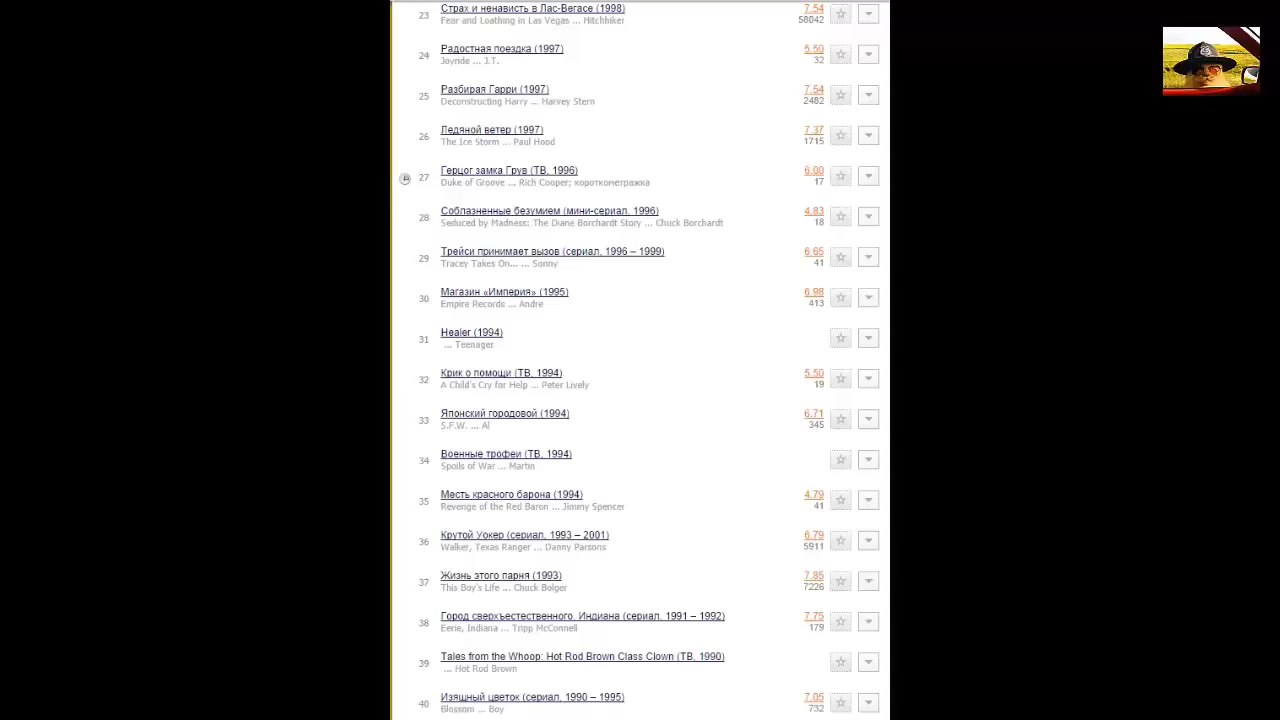 23 Страх и ненависть в Лас-Вегасе (1998) 7.54
Fear and Loathing in Las Vegas ... Hitchhiker 58042
24 Радостная поездка (1997) 5.50
Joyride ... J.T. 32
25 Разбирая Гарри (1997) 7.54
Deconstructing Harry ... Harvey Stern 2482
26 Ледяной ветер (1997) 7.37
The Ice Storm ... Paul Hood 1715
27 Герцог замка Грув (ТВ, 1996) 6.00
Duke of Groove ... Rich Cooper; короткометражка 17
28 Соблазненные безумием (мини-сериал, 1996) 4.83
Seduced by Madness: The Diane Borchardt Story ... Chuck Borchardt 18
29 Трейси принимает вызов (сериал, 1996 – 1999) 6.65
Tracey Takes On... ... Sonny 41
30 Магазин «Империя» (1995) 6.98
Empire Records ... Andre 413
31 Healer (1994)
... Teenager
32 Крик о помощи (ТВ, 1994) 5.50
A Child's Cry for Help ... Peter Lively 19
33 Японский городовой (1994) 6.71
S.F.W. ... Al 345
34 Военные трофеи (ТВ, 1994)
Spoils of War ... Martin
35 Месть красного барона (1994) 4.79
Revenge of the Red Baron ... Jimmy Spencer 41
36 Крутой Уокер (сериал, 1993 – 2001) 6.79
Walker, Texas Ranger ... Danny Parsons 5911
37 Жизнь этого парня (1993) 7.85
This Boy's Life ... Chuck Bolger 7226
38 Город сверхъестественного, Индиана (сериал, 1991 – 1992) 7.75
Eerie, Indiana ... Tripp McConnell 179
39 Tales from the Whoop: Hot Rod Brown Class Clown (ТВ, 1990)
... Hot Rod Brown
40 Изящный цветок (сериал, 1990 – 1995) 7.05
Blossom ... Boy 732